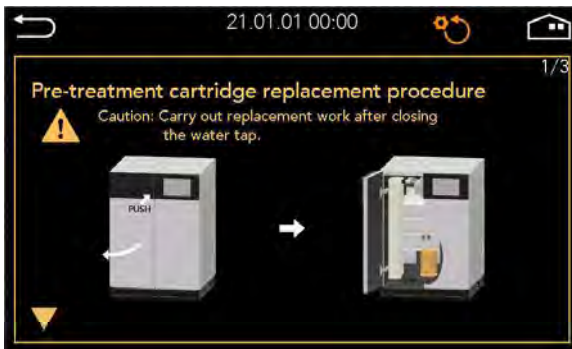 21.01.01 00:00
1/3
Pre-treatment cartridge replacement procedure
Caution: Carry out replacement work after closing
the water tap.
PUSH